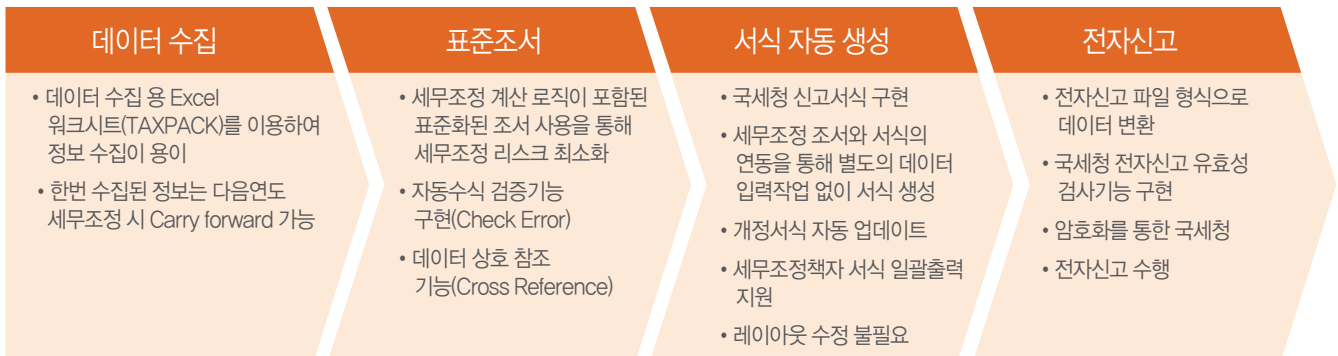 데이터 수집
• 데이터 수집 용 Excel
워크시트(TAXPACK)를 이용하여
정보 수집이 용이
• 한번 수집된 정보는 다음연도
세무조정 시 Carry forward 가능
표준조서
• 세무조정 계산 로직이 포함된
표준화된 조서 사용을 통해
세무조정 리스크 최소화
• 자동수식 검증기능
구현(Check Error)
• 데이터 상호 참조
기능(Cross Reference)
서식 자동 생성
• 국세청 신고서식 구현
• 세무조정 조서와 서식의
연동을 통해 별도의 데이터
입력작업 없이 서식 생성
• 개정서식 자동 업데이트
• 세무조정책자 서식 일괄출력
지원
• 레이아웃 수정 불필요
전자신고
• 전자신고 파일 형식으로
데이터 변환
• 국세청 전자신고 유효성
검사기능 구현
• 암호화를 통한 국세청
• 전자신고 수행